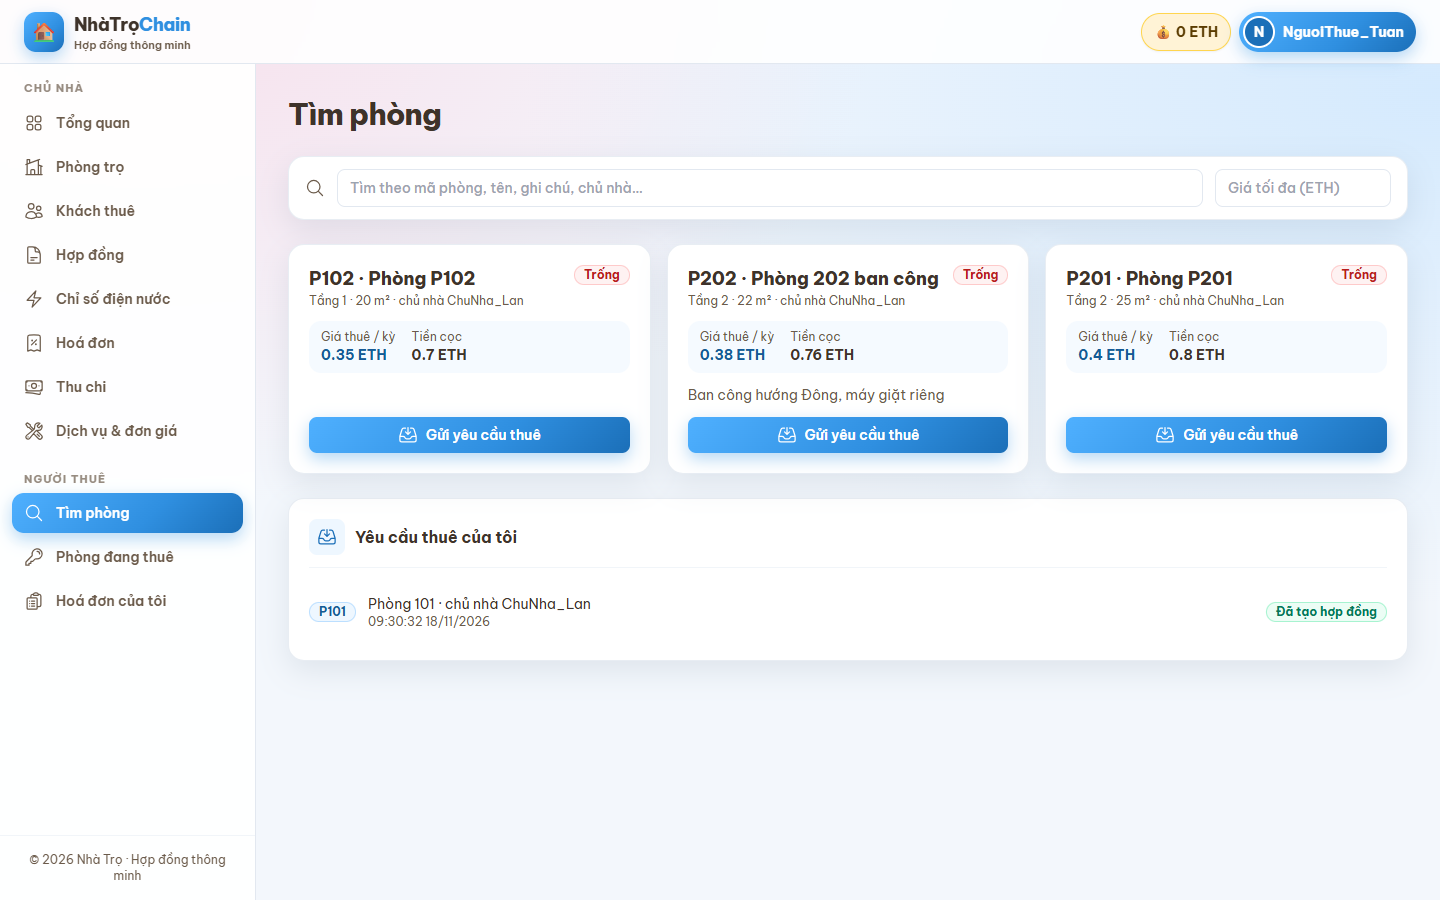 NhàTrọChain
Hợp đồng thông minh
0 ETH
N
NguoiThue_Tuan
CHỦ NHÀ
Tổng quan
Phòng trọ
Khách thuê
Hợp đồng
Chỉ số điện nước
Hoá đơn
Thu chi
Dịch vụ & đơn giá
NGƯỜI THUÊ
Tìm phòng
Phòng đang thuê
Hoá đơn của tôi
© 2026 Nhà Trọ · Hợp đồng thông
minh
Tìm phòng
Tìm theo mã phòng, tên, ghi chú, chủ nhà...
Giá tối đa (ETH)
P102 · Phòng P102
Trống
Tầng 1 · 20 m² · chủ nhà ChuNha_Lan
Giá thuê / kỳ
Tiền cọc
0.35 ETH
0.7 ETH
Gửi yêu cầu thuê
P202 · Phòng 202 ban công
Trống
Tầng 2 · 22 m² · chủ nhà ChuNha_Lan
Giá thuê / kỳ
Tiền cọc
0.38 ETH
0.76 ETH
Ban công hướng Đông, máy giặt riêng
Gửi yêu cầu thuê
P201 · Phòng P201
Trống
Tầng 2 · 25 m² · chủ nhà ChuNha_Lan
Giá thuê / kỳ
Tiền cọc
0.4 ETH
0.8 ETH
Gửi yêu cầu thuê
Yêu cầu thuê của tôi
P101
Phòng 101 · chủ nhà ChuNha_Lan
09:30:32 18/11/2026
Đã tạo hợp đồng